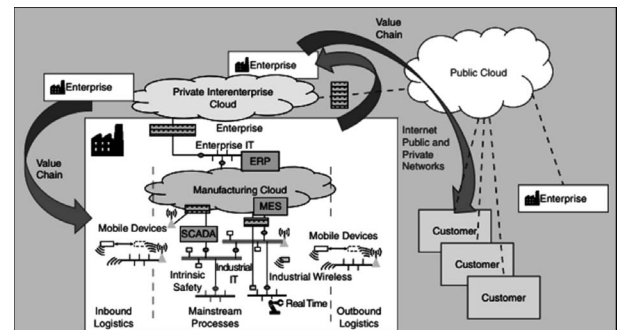 Value
Chain
Enterprise
Enterprise
Private Interenterprise
Cloud
Public Cloud
Enterprise
Enterprise IT
ERP
Value
Chain
Internet
Public and
Private
Networks
Manufacturing Cloud
MES
Enterprise
Mobile Devices
SCADA
Mobile Devices
Customer
Intrinsic
Safety
Industrial
IT
Industrial Wireless
Customer
Real Time
Customer
Inbound
Logistics
Mainstream
Processes
Outbound
Logistics